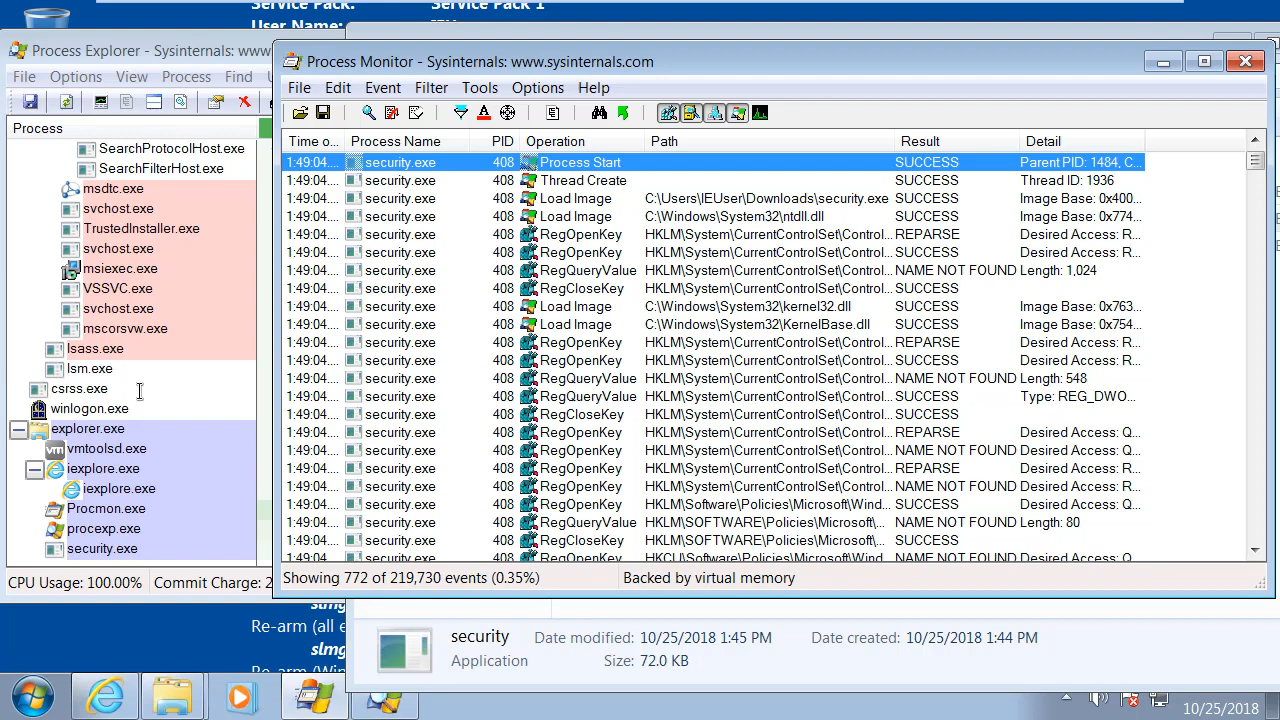 Service Pack: Service Pack 1
User Name:
Process Explorer - Sysinternals: www
File Options View Process Find
Process
SearchProtocolHost.exe
SearchFilterHost.exe
msdtc.exe
svchost.exe
TrustedInstaller.exe
svchost.exe
msiexec.exe
VSSVC.exe
svchost.exe
mscorsvw.exe
lsass.exe
lsm.exe
csrss.exe
winlogon.exe
explorer.exe
vmtoolsd.exe
iexplore.exe
iexplore.exe
Procmon.exe
procexp.exe
security.exe
CPU Usage: 100.00% Commit Charge: 2
Process Monitor - Sysinternals: www.sysinternals.com
File Edit Event Filter Tools Options Help
Time o... Process Name PID Operation Path Result Detail
1:49:04.... security.exe 408 Process Start SUCCESS Parent PID: 1484, C...
1:49:04.... security.exe 408 Thread Create SUCCESS Thread ID: 1936
1:49:04.... security.exe 408 Load Image C:\Users\IEUser\Downloads\security.exe SUCCESS Image Base: 0x400...
1:49:04.... security.exe 408 Load Image C:\Windows\System32\ntdll.dll SUCCESS Image Base: 0x774...
1:49:04.... security.exe 408 RegOpenKey HKLM\System\CurrentControlSet\Control... REPARSE Desired Access: R...
1:49:04.... security.exe 408 RegOpenKey HKLM\System\CurrentControlSet\Control... SUCCESS Desired Access: R...
1:49:04.... security.exe 408 RegQueryValue HKLM\System\CurrentControlSet\Control... NAME NOT FOUND Length: 1,024
1:49:04.... security.exe 408 RegCloseKey HKLM\System\CurrentControlSet\Control... SUCCESS
1:49:04.... security.exe 408 Load Image C:\Windows\System32\kernel32.dll SUCCESS Image Base: 0x763...
1:49:04.... security.exe 408 Load Image C:\Windows\System32\KernelBase.dll SUCCESS Image Base: 0x754...
1:49:04.... security.exe 408 RegOpenKey HKLM\System\CurrentControlSet\Control... REPARSE Desired Access: R...
1:49:04.... security.exe 408 RegOpenKey HKLM\System\CurrentControlSet\Control... SUCCESS Desired Access: R...
1:49:04.... security.exe 408 RegQueryValue HKLM\System\CurrentControlSet\Control... NAME NOT FOUND Length: 548
1:49:04.... security.exe 408 RegQueryValue HKLM\System\CurrentControlSet\Control... SUCCESS Type: REG_DWO...
1:49:04.... security.exe 408 RegCloseKey HKLM\System\CurrentControlSet\Control... SUCCESS
1:49:04.... security.exe 408 RegOpenKey HKLM\System\CurrentControlSet\Control... REPARSE Desired Access: Q...
1:49:04.... security.exe 408 RegOpenKey HKLM\System\CurrentControlSet\Control... NAME NOT FOUND Desired Access: Q...
1:49:04.... security.exe 408 RegOpenKey HKLM\System\CurrentControlSet\Control... REPARSE Desired Access: R...
1:49:04.... security.exe 408 RegOpenKey HKLM\System\CurrentControlSet\Control... NAME NOT FOUND Desired Access: R...
1:49:04.... security.exe 408 RegOpenKey HKLM\Software\Policies\Microsoft\Wind... SUCCESS Desired Access: Q...
1:49:04.... security.exe 408 RegQueryValue HKLM\SOFTWARE\Policies\Microsoft\... NAME NOT FOUND Length: 80
1:49:04.... security.exe 408 RegCloseKey HKLM\SOFTWARE\Policies\Microsoft\... SUCCESS
1:49:04.... security.exe 408 RegOpenKey HKCU\Software\Policies\Microsoft\Wind... NAME NOT FOUND Desired Access: Q...
Showing 772 of 219,730 events (0.35%) Backed by virtual memory
slmg
Re-arm (all e
slmg
Re-arm (Win
security Date modified: 10/25/2018 1:45 PM Date created: 10/25/2018 1:44 PM
Application Size: 72.0 KB
10/25/2018